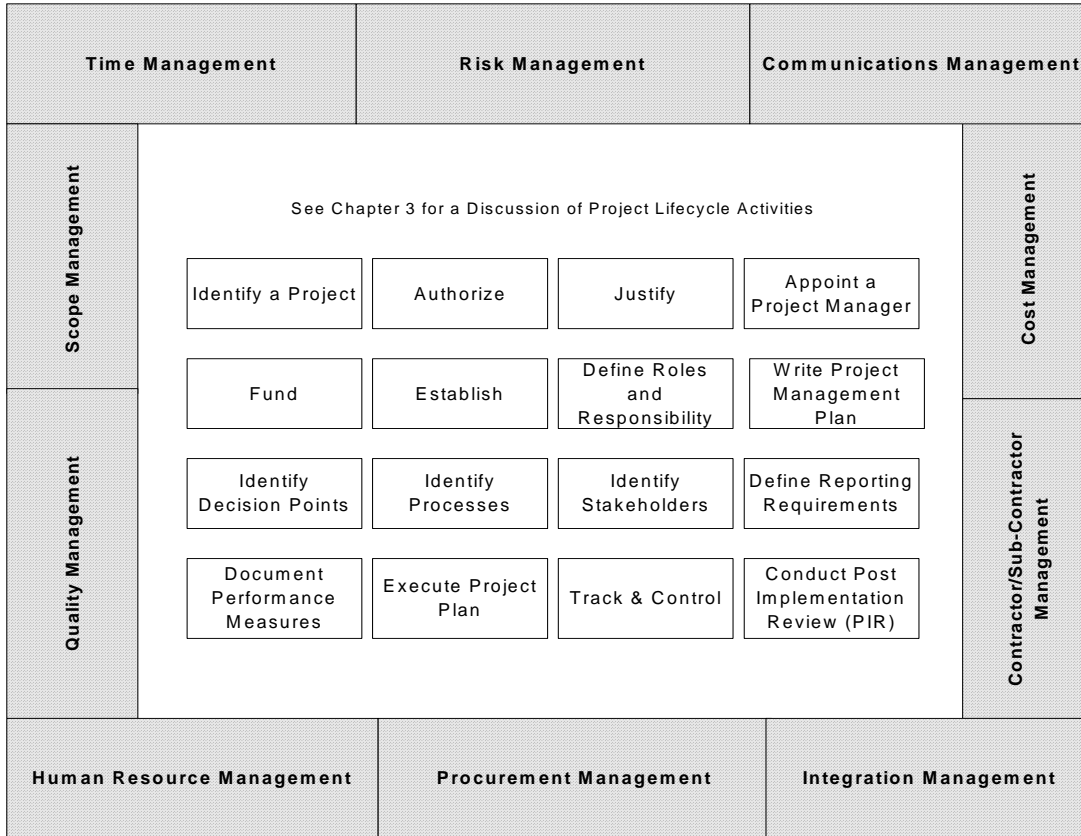 Time Management
Risk Management
Communications Management
Scope Management
Quality Management
See Chapter 3 for a Discussion of Project Lifecycle Activities
Identify a Project
Authorize
Justify
Appoint a
Project Manager
Fund
Establish
Define Roles
and
Responsibility
Write Project
Management
Plan
Identify
Decision Points
Identify
Processes
Identify
Stakeholders
Define Reporting
Requirements
Document
Performance
Measures
Execute Project
Plan
Track & Control
Conduct Post
Implementation
Review (PIR)
Cost Management
Contractor/Sub-Contractor
Management
Human Resource Management
Procurement Management
Integration Management